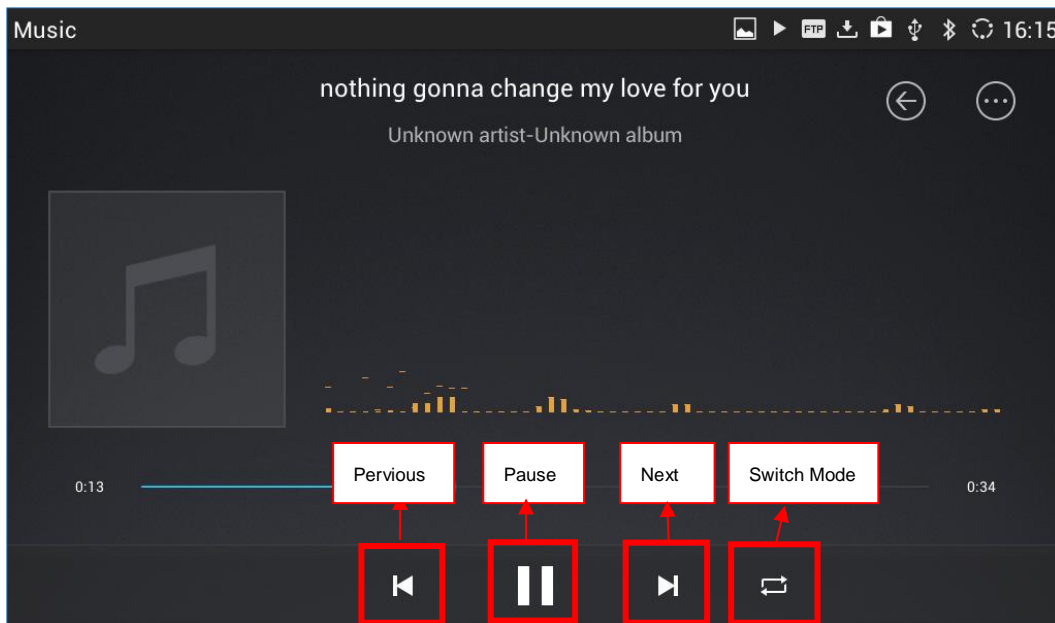 Music
FTP
16:15
nothing gonna change my love for you
Unknown artist-Unknown album
Pervious
Pause
Next
Switch Mode
0:13
0:34